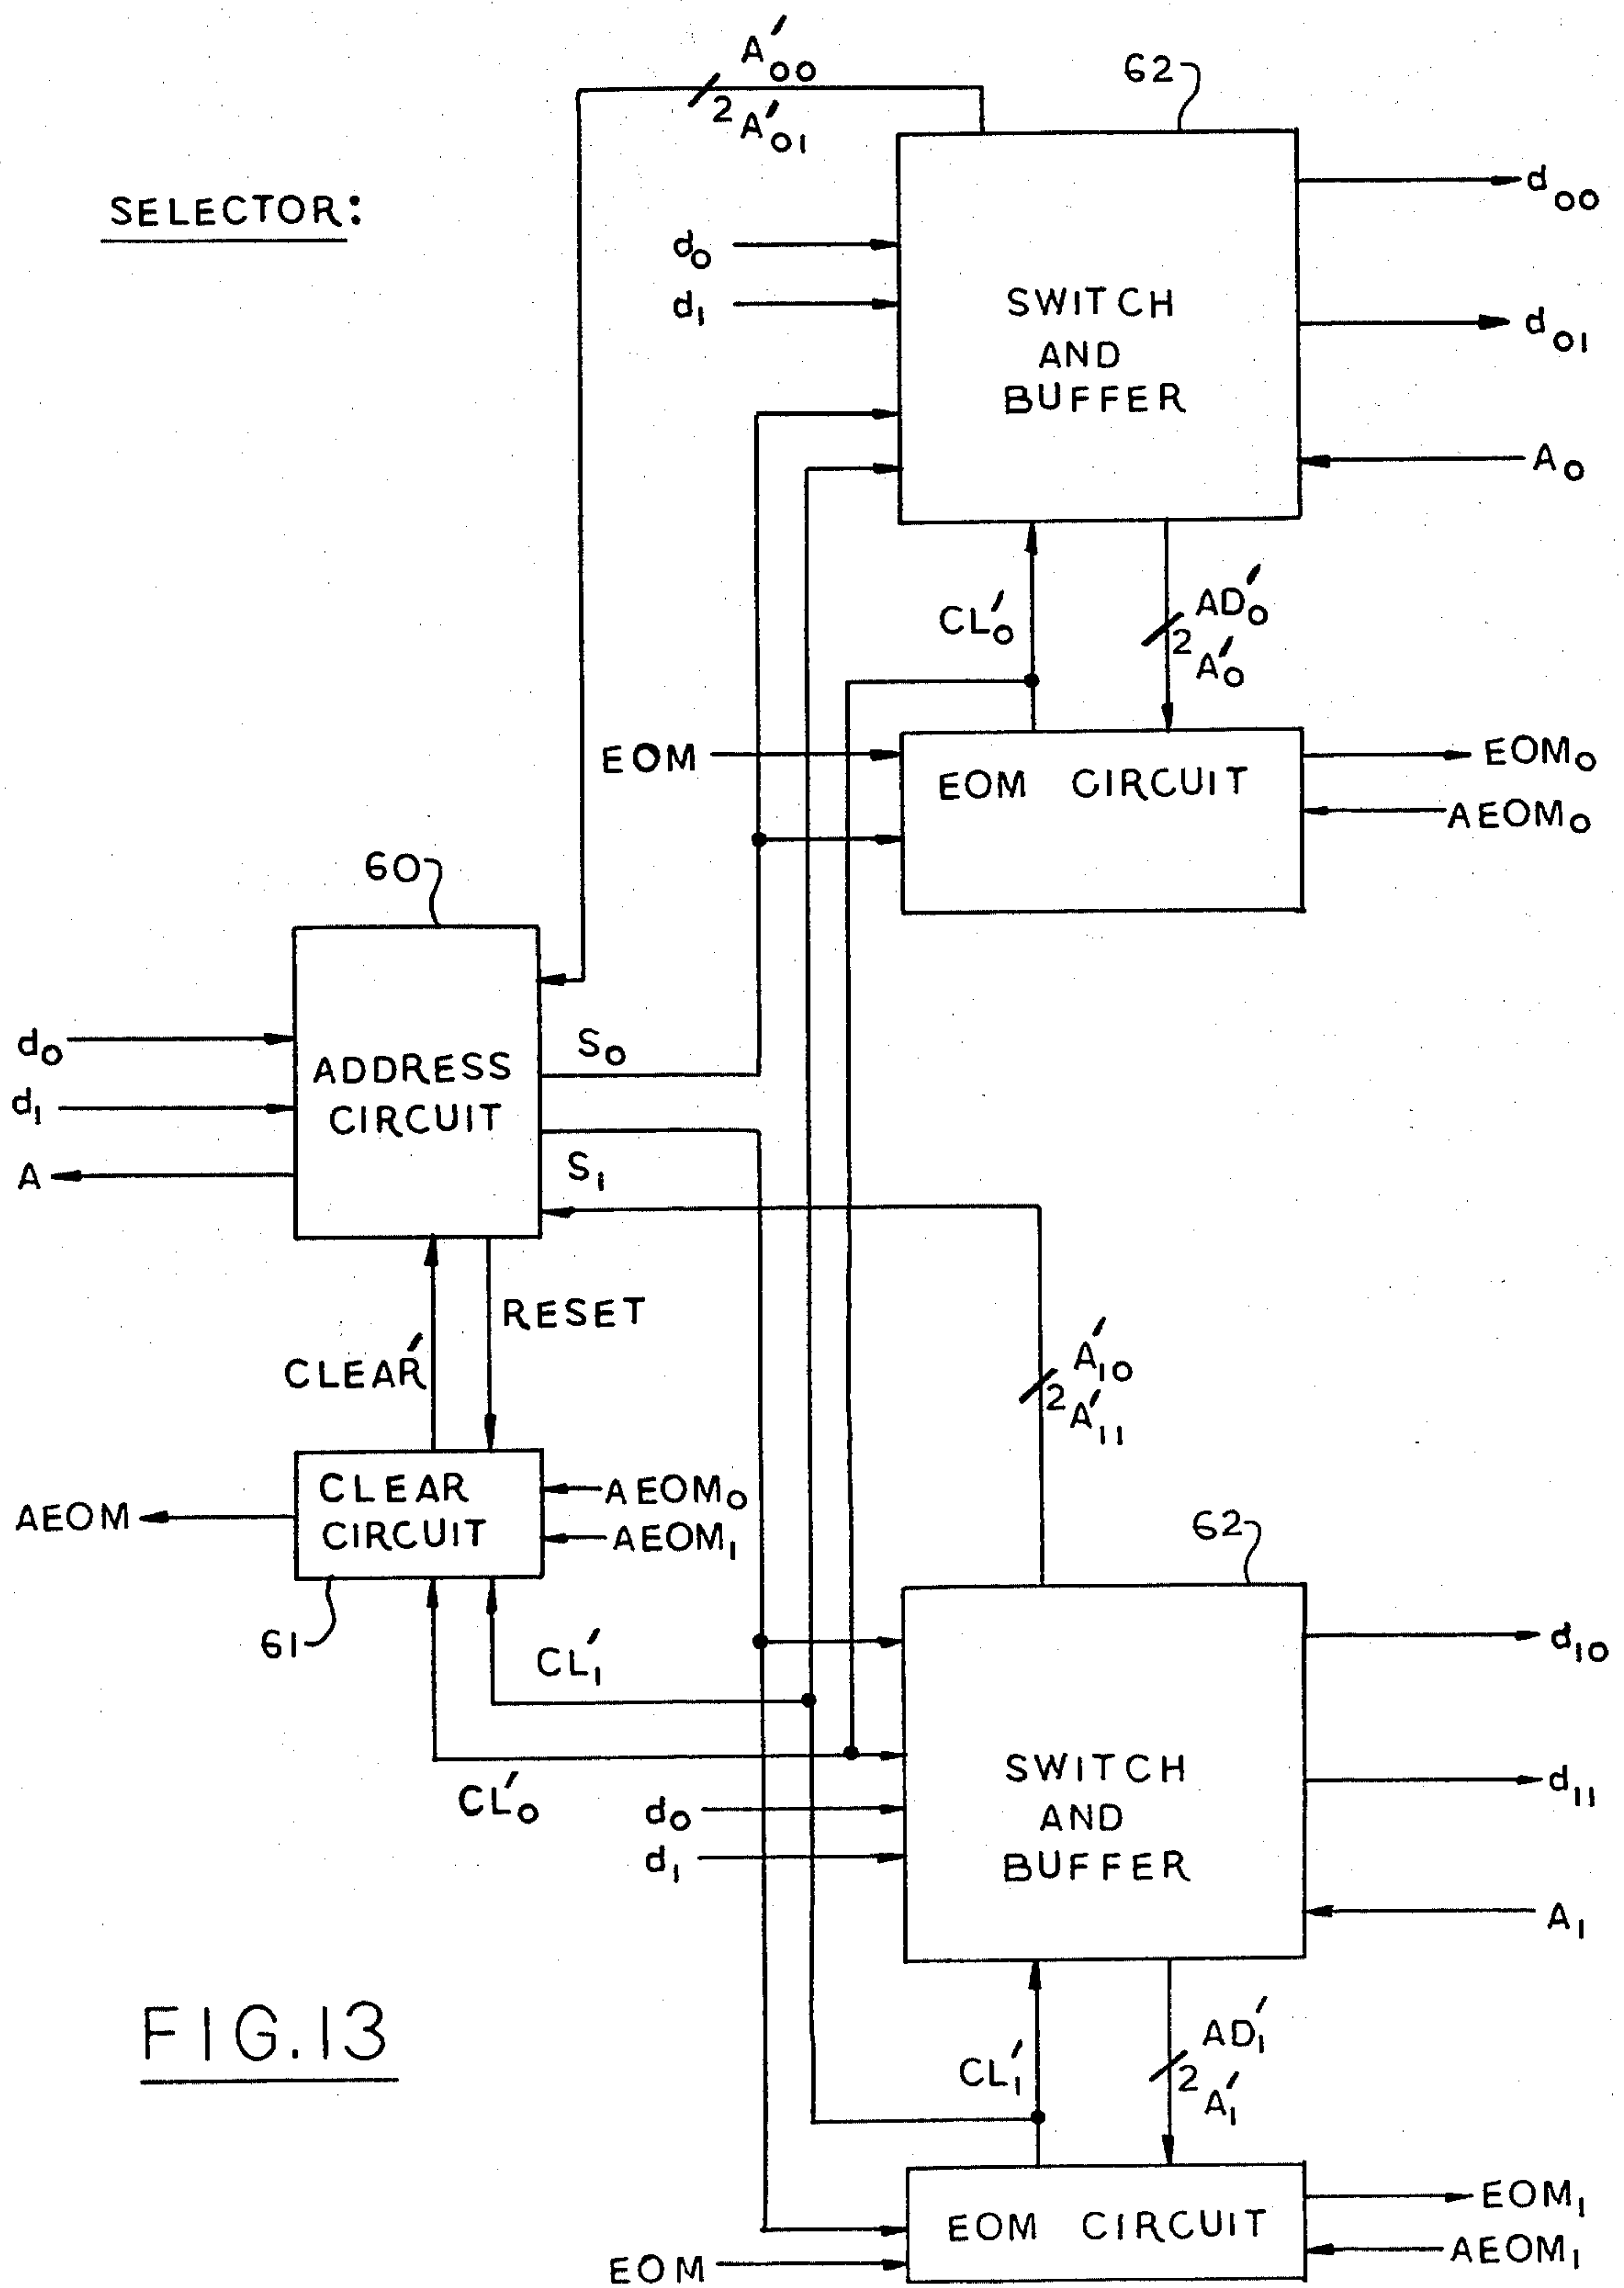 A'00
2 A'01
62
SELECTOR:
d00
d0
d1
SWITCH
AND
BUFFER
d01
A0
CL'0
AD'0
2 A'0
EOM
EOM CIRCUIT
EOM0
AEOM0
60
d0
d1
A
ADDRESS
CIRCUIT
S0
S1
RESET
CLEAR'
A'10
2 A'11
CLEAR
CIRCUIT
AEOM0
AEOM1
AEOM
62
61
CL'1
CL'0
d10
SWITCH
AND
BUFFER
d0
d1
d11
A1
FIG.13
CL'1
AD'1
2 A'1
EOM CIRCUIT
EOM
EOM1
AEOM1